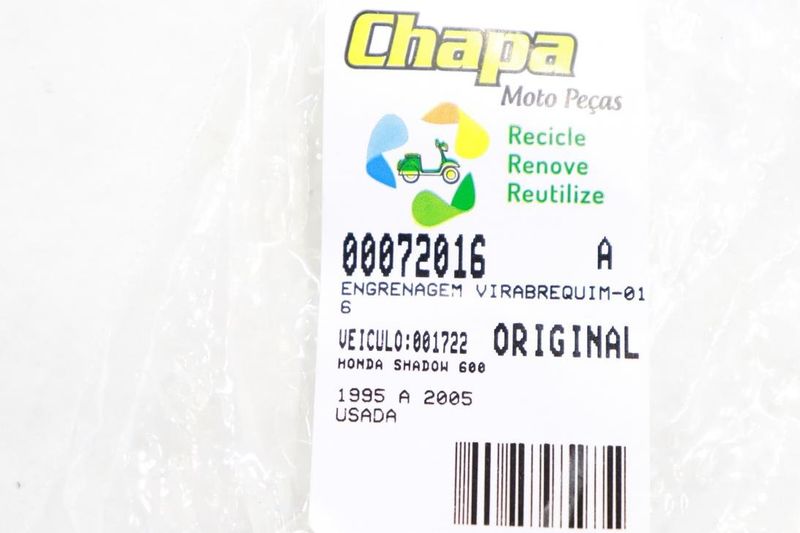 Chapa
Moto Peças
Recicle
Renove
Reutilize
00072016 A
ENGRENAGEM VIRABREQUIM-01
6
VEICULO:001722 ORIGINAL
HONDA SHADOW 600
1995 A 2005
USADA